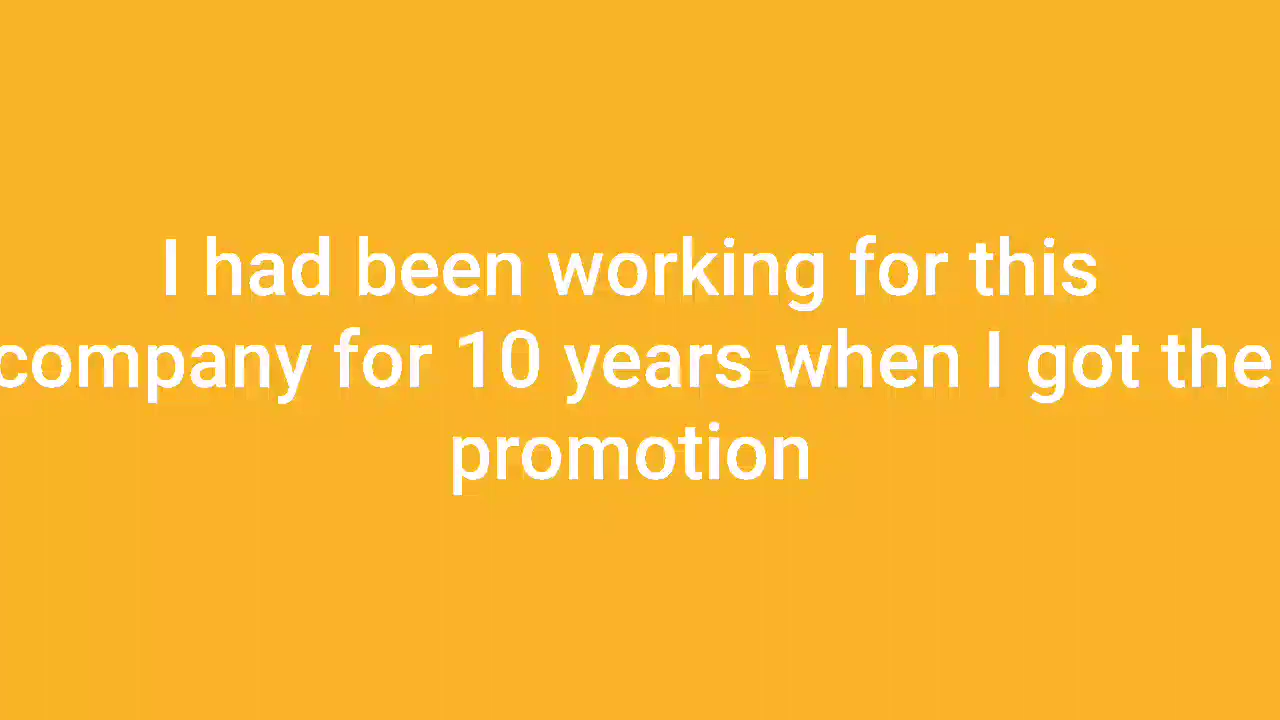 I had been working for this
company for 10 years when I got the
promotion